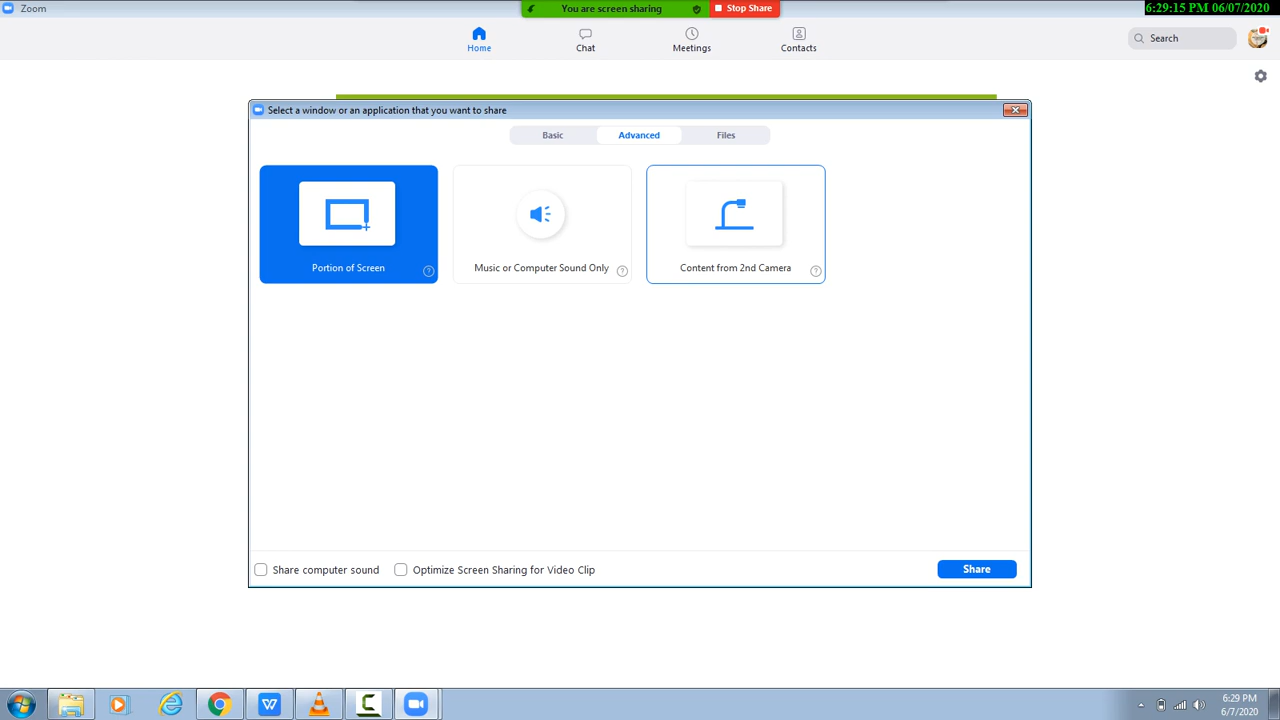 Zoom
You are screen sharing
Stop Share
6:29:15 PM 06/07/2020
Home
Chat
Meetings
Contacts
Search
Select a window or an application that you want to share
Basic
Advanced
Files
Portion of Screen
?
Music or Computer Sound Only
?
Content from 2nd Camera
?
Share computer sound
Optimize Screen Sharing for Video Clip
Share
6:29 PM
6/7/2020